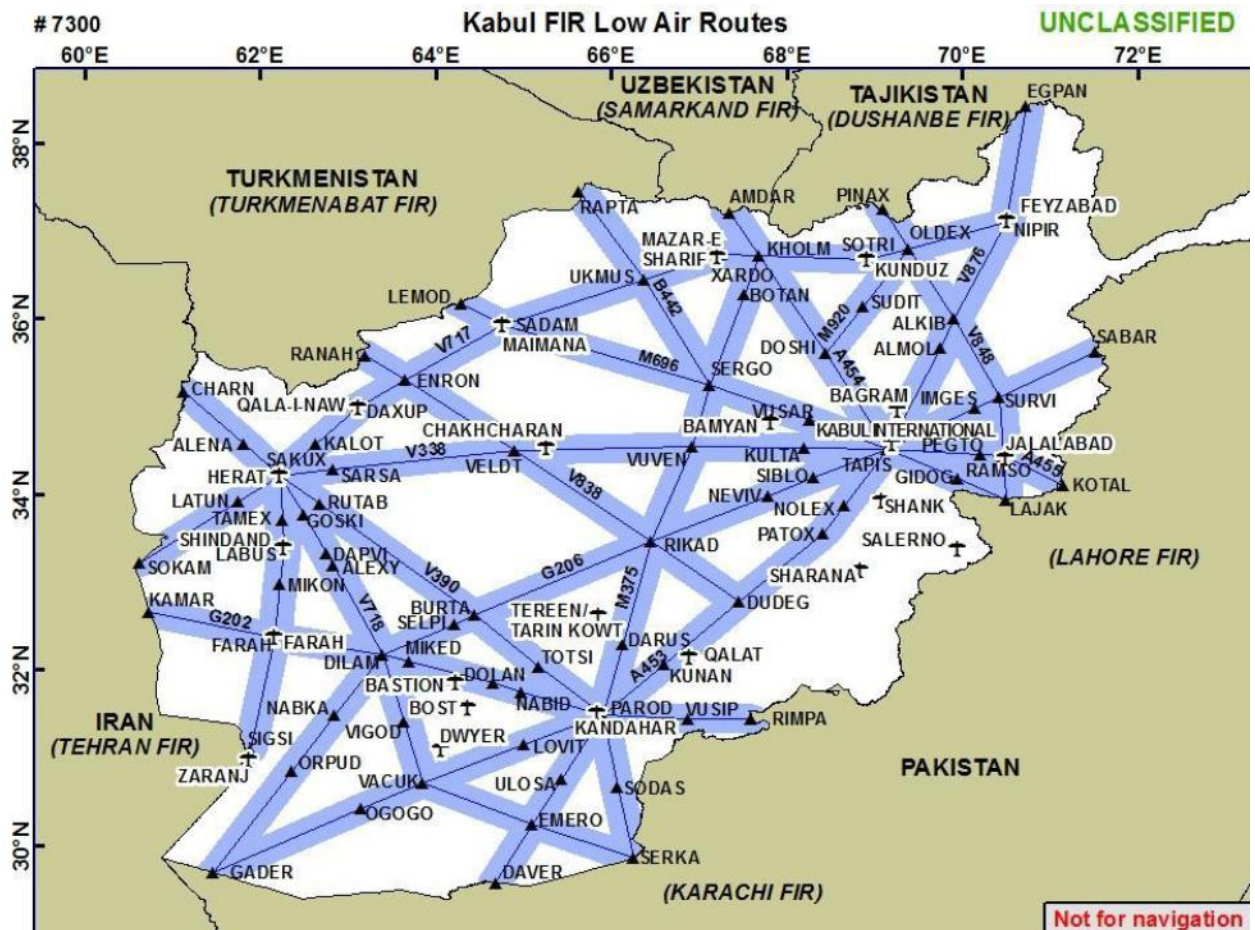 # 7300
Kabul FIR Low Air Routes
UNCLASSIFIED
60°E
62°E
64°E
66°E
68°E
70°E
72°E
38°N
36°N
34°N
32°N
30°N
UZBEKISTAN
(SAMARKAND FIR)
TAJIKISTAN
(DUSHANBE FIR)
EGPAN
TURKMENISTAN
(TURKMENABAT FIR)
RAPTA
AMDAR
PINAX
FEYZABAD
NIPIR
OLDEX
MAZAR-E
SHARIF
KHOLM
SOTRI
KUNDUZ
V876
XARDO
UKMUS
B442
BOTAN
LEMOD
SADAM
MAIMANA
M920
SUDIT
ALKIB
V717
RANAH
M696
DOSHI
A454
ALMOL
V848
SABAR
ENRON
SERGO
CHARN
QALA-I-NAW
DAXUP
VUSAR
BAGRAM
IMGES
SURVI
CHAKHCHARAN
BAMYAN
KABUL INTERNATIONAL
ALENA
KALOT
V338
PEGTO
JALALABAD
SAKUX
VELDT
VUVEN
KULTA
TAPIS
RAMSO
A455
HERAT
SARSA
SIBLO
GIDOG
KOTAL
LATUN
RUTAB
V838
NEVIV
NOLEX
SHANK
LAJAK
TAMEX
GOSKI
SHINDAND
LABUS
DAPVI
ALEXY
RIKAD
PATOX
SALERNO
(LAHORE FIR)
SOKAM
MIKON
V390
G206
SHARANA
KAMAR
G202
V718
BURTA
SELPI
TEREEN/
TARIN KOWT
M375
DUDEG
FARAH
FARAH
MIKED
DARUS
DILAM
TOTSI
A453
QALAT
KUNAN
BASTION
DOLAN
NABKA
BOST
NABID
PAROD
VUSIP
RIMPA
IRAN
(TEHRAN FIR)
SIGSI
VIGOD
DWYER
KANDAHAR
ZARANJ
ORPUD
LOVIT
PAKISTAN
VACUK
ULOSA
SODAS
OGOGO
EMERO
GADER
DAVER
SERKA
(KARACHI FIR)
Not for navigation